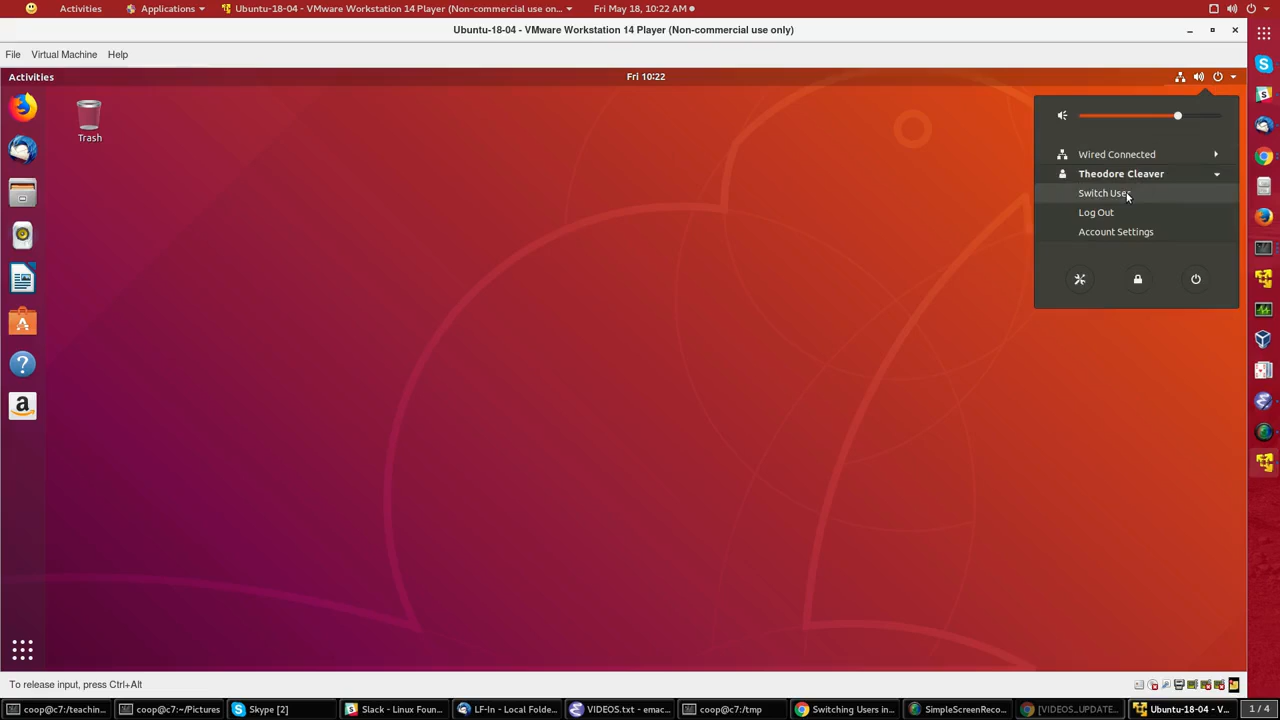 Activities Applications Ubuntu-18-04 - VMware Workstation 14 Player (Non-commercial use on... Fri May 18, 10:22 AM
Ubuntu-18-04 - VMware Workstation 14 Player (Non-commercial use only)
File Virtual Machine Help
Activities Fri 10:22
Trash
Wired Connected
Theodore Cleaver
Switch User
Log Out
Account Settings
To release input, press Ctrl+Alt
coop@c7:/teachin... coop@c7:~/Pictures Skype [2] Slack - Linux Foun... LF-In - Local Folde... VIDEOS.txt - emac... coop@c7:/tmp Switching Users in... SimpleScreenReco... [VIDEOS_UPDATE... Ubuntu-18-04 - V... 1 / 4